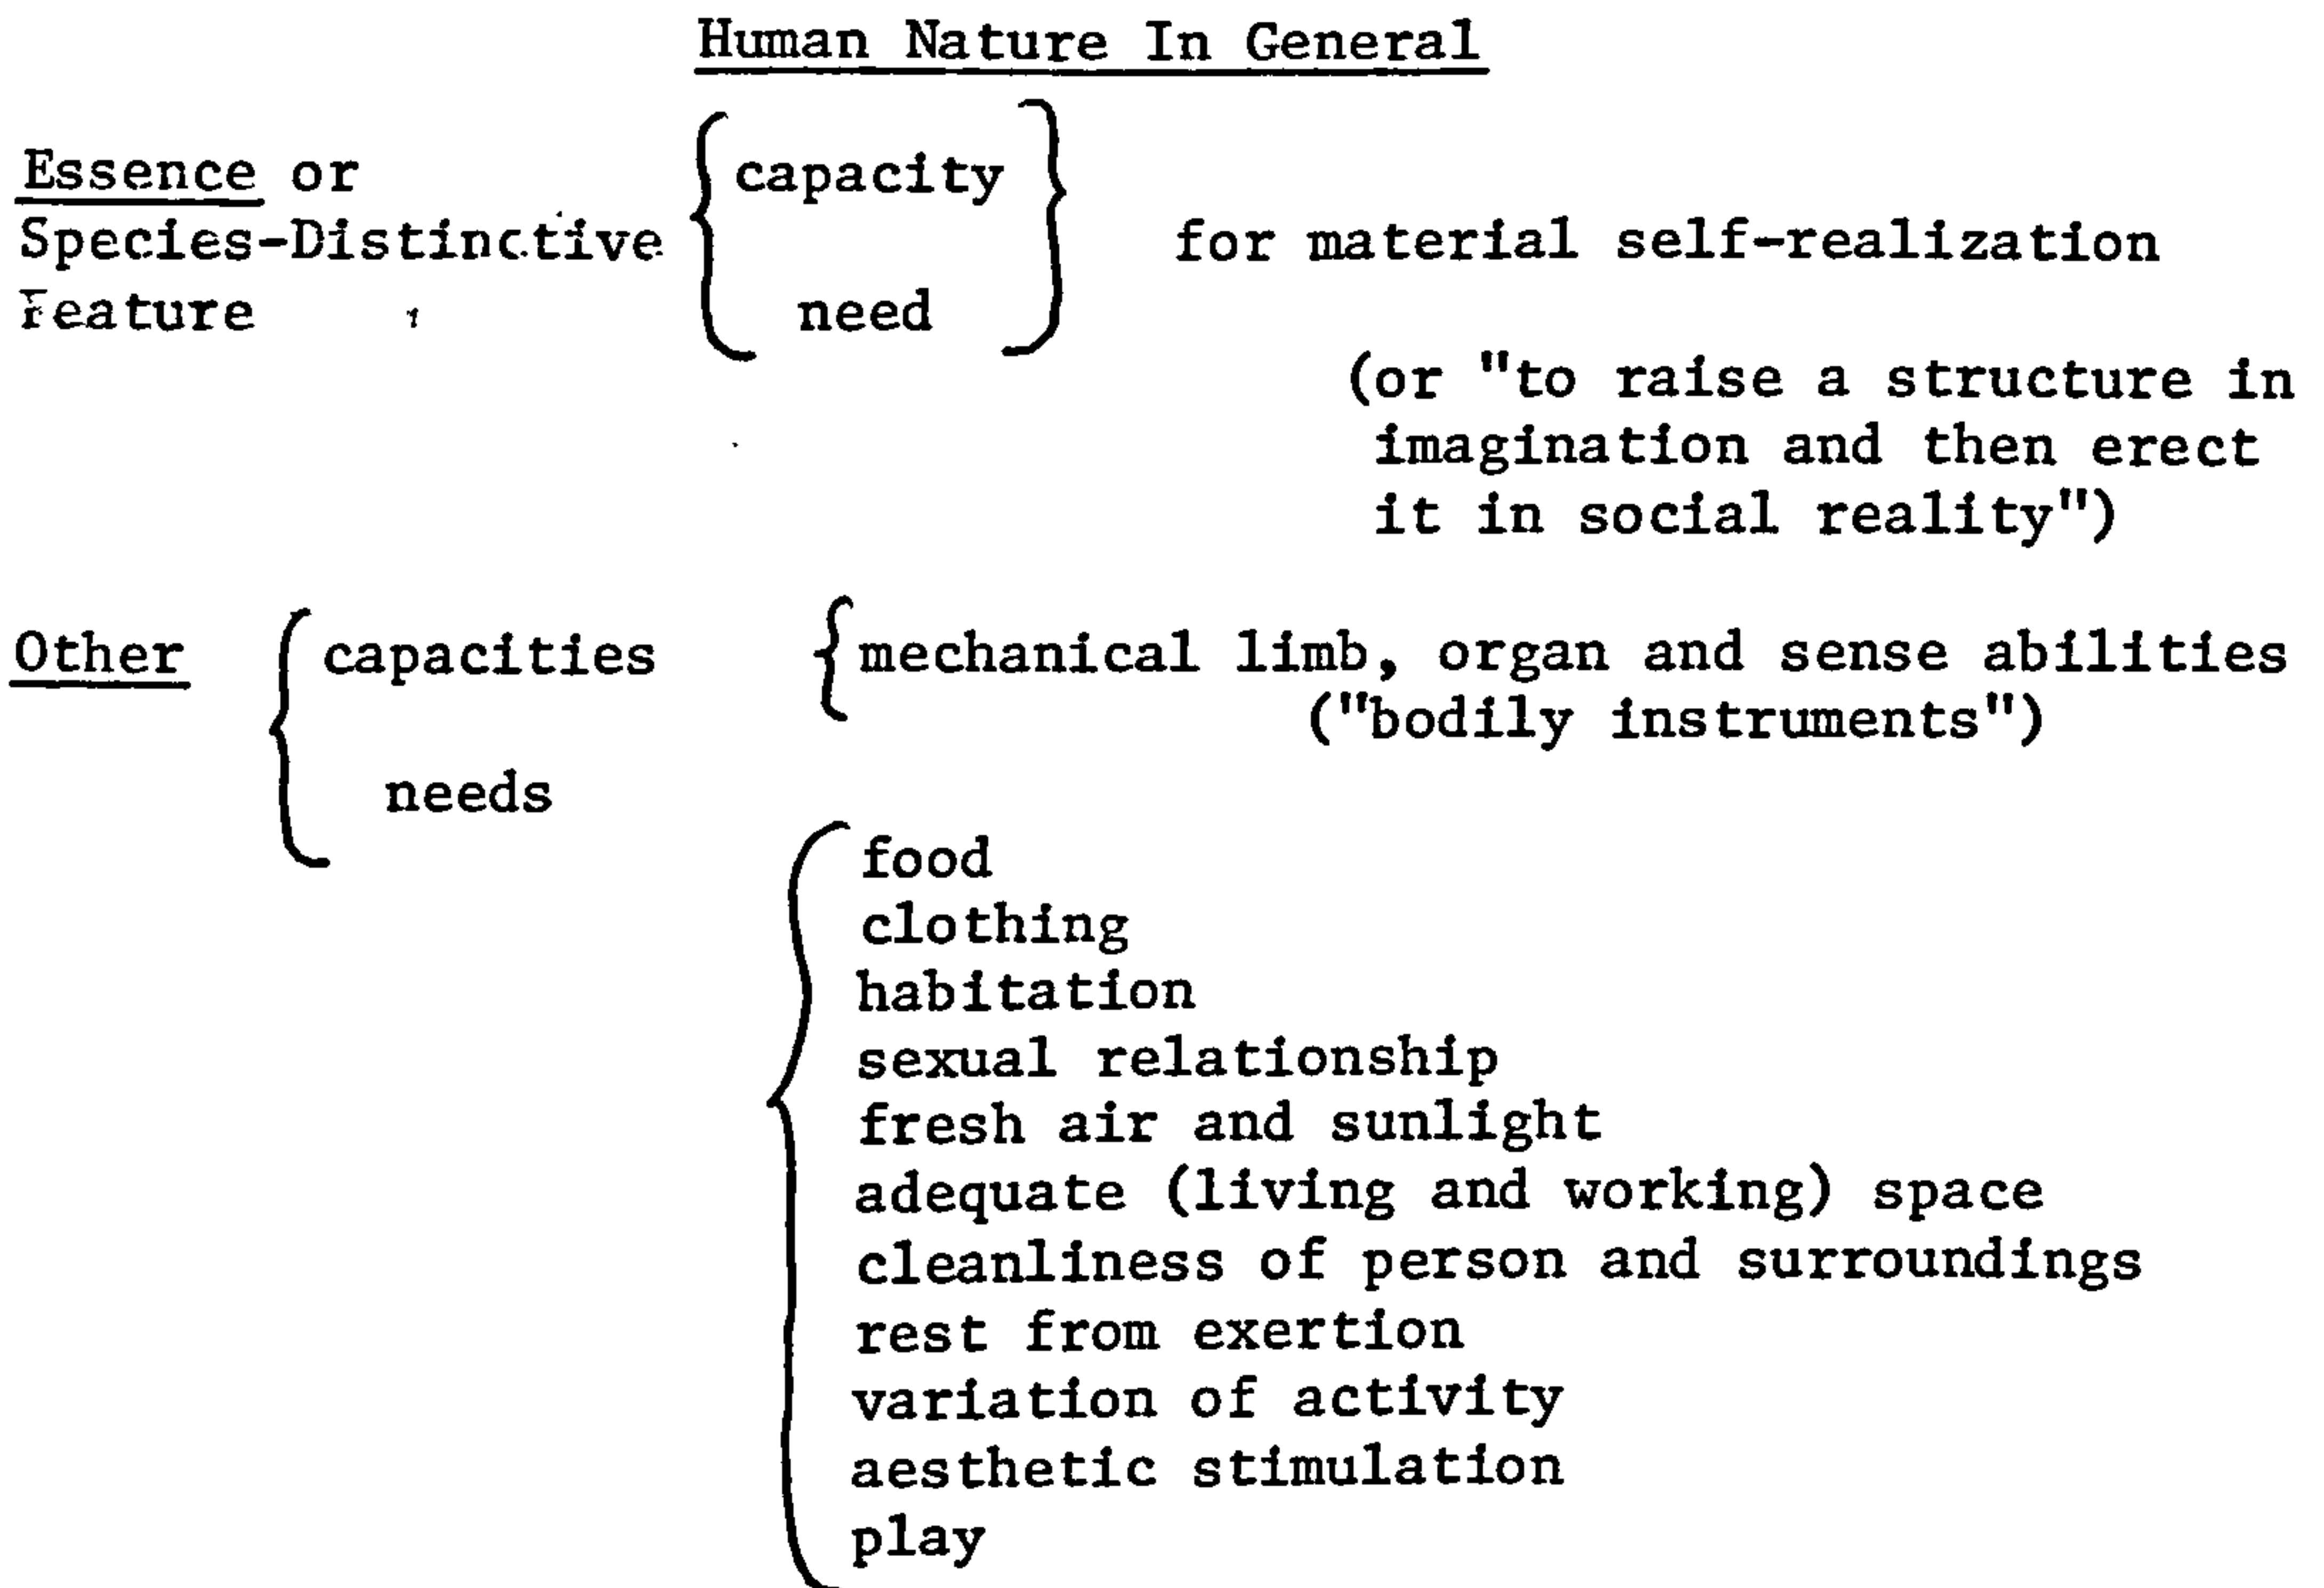 Human Nature In General
Essence or
Species-Distinctive
Feature
capacity
need
for material self-realization
(or "to raise a structure in
imagination and then erect
it in social reality")
Other
capacities
needs
mechanical limb, organ and sense abilities
("bodily instruments")
food
clothing
habitation
sexual relationship
fresh air and sunlight
adequate (living and working) space
cleanliness of person and surroundings
rest from exertion
variation of activity
aesthetic stimulation
play